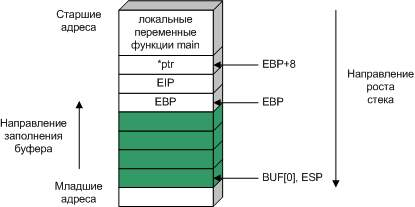 Старшие
адреса
локальные
переменные
функции main
*ptr
EBP+8
EIP
EBP
EBP
Направление
роста
стека
Направление
заполнения
буфера
BUF[0], ESP
Младшие
адреса